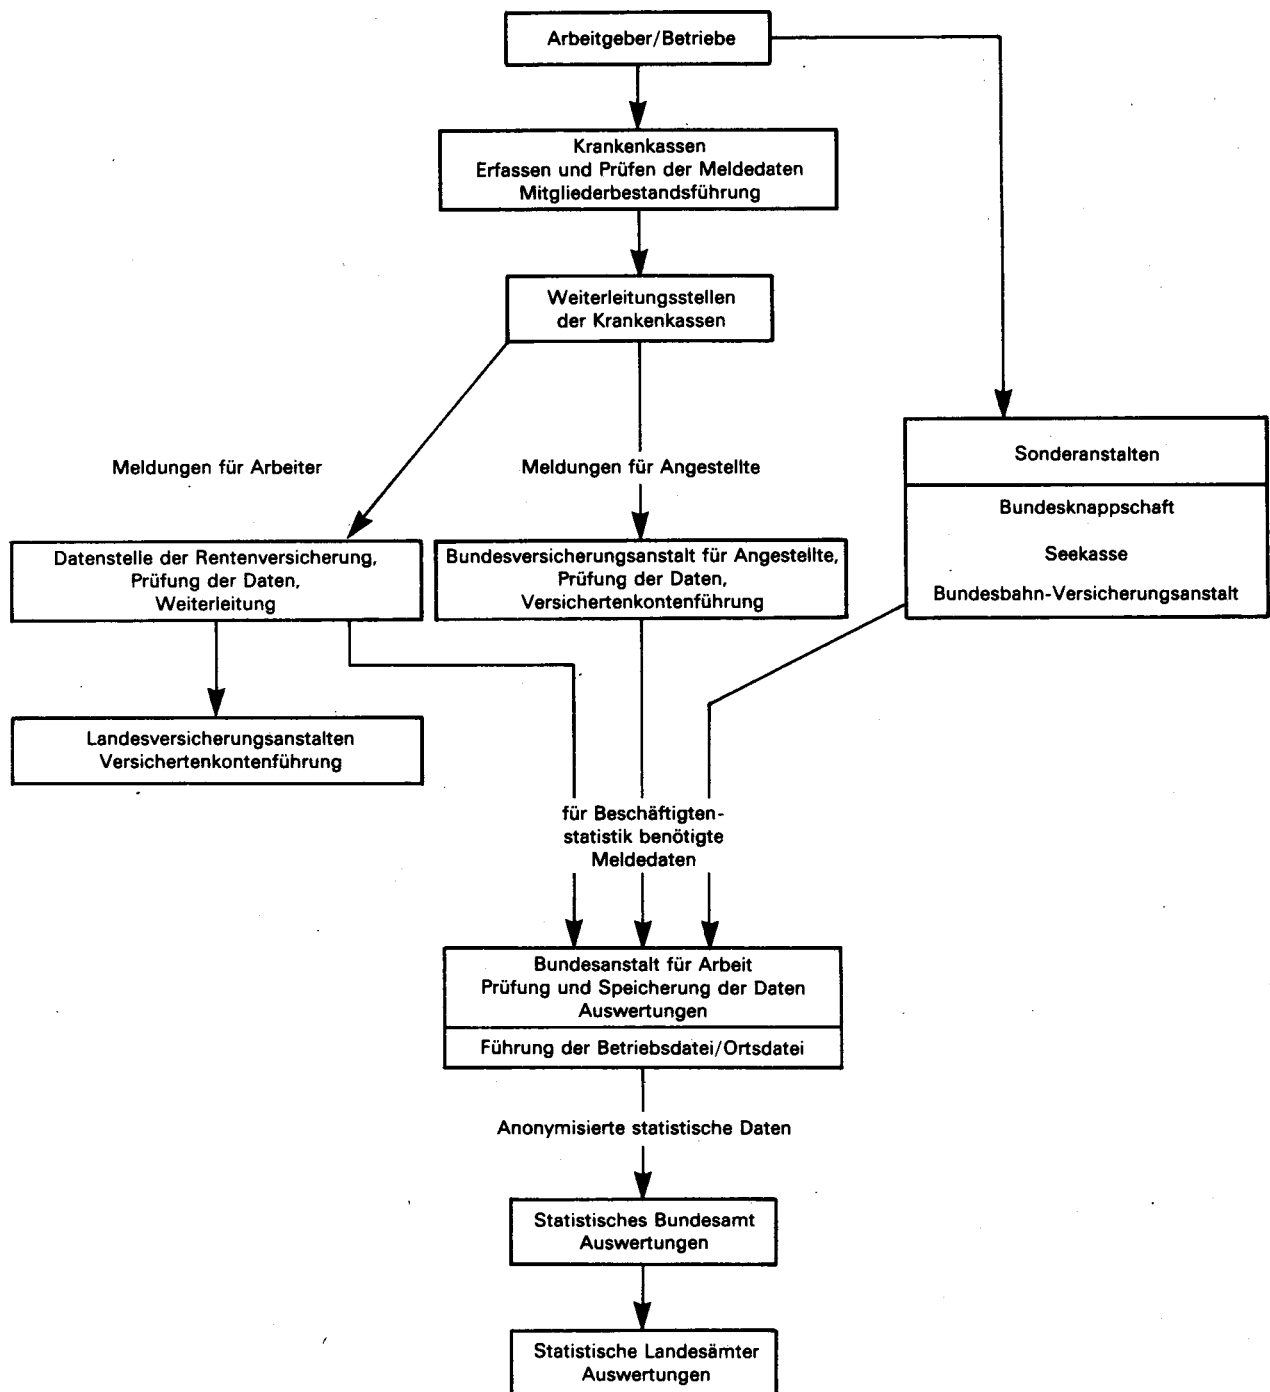 Arbeitgeber/Betriebe
Krankenkassen
Erfassen und Prüfen der Meldedaten
Mitgliederbestandsführung
Weiterleitungsstellen
der Krankenkassen
Meldungen für Arbeiter
Meldungen für Angestellte
Sonderanstalten
Bundesknappschaft
Seekasse
Bundesbahn-Versicherungsanstalt
Datenstelle der Rentenversicherung,
Prüfung der Daten,
Weiterleitung
Bundesversicherungsanstalt für Angestellte,
Prüfung der Daten,
Versichertenkontenführung
Landesversicherungsanstalten
Versichertenkontenführung
für Beschäftigten-
statistik benötigte
Meldedaten
Bundesanstalt für Arbeit
Prüfung und Speicherung der Daten
Auswertungen
Führung der Betriebsdatei/Ortsdatei
Anonymisierte statistische Daten
Statistisches Bundesamt
Auswertungen
Statistische Landesämter
Auswertungen